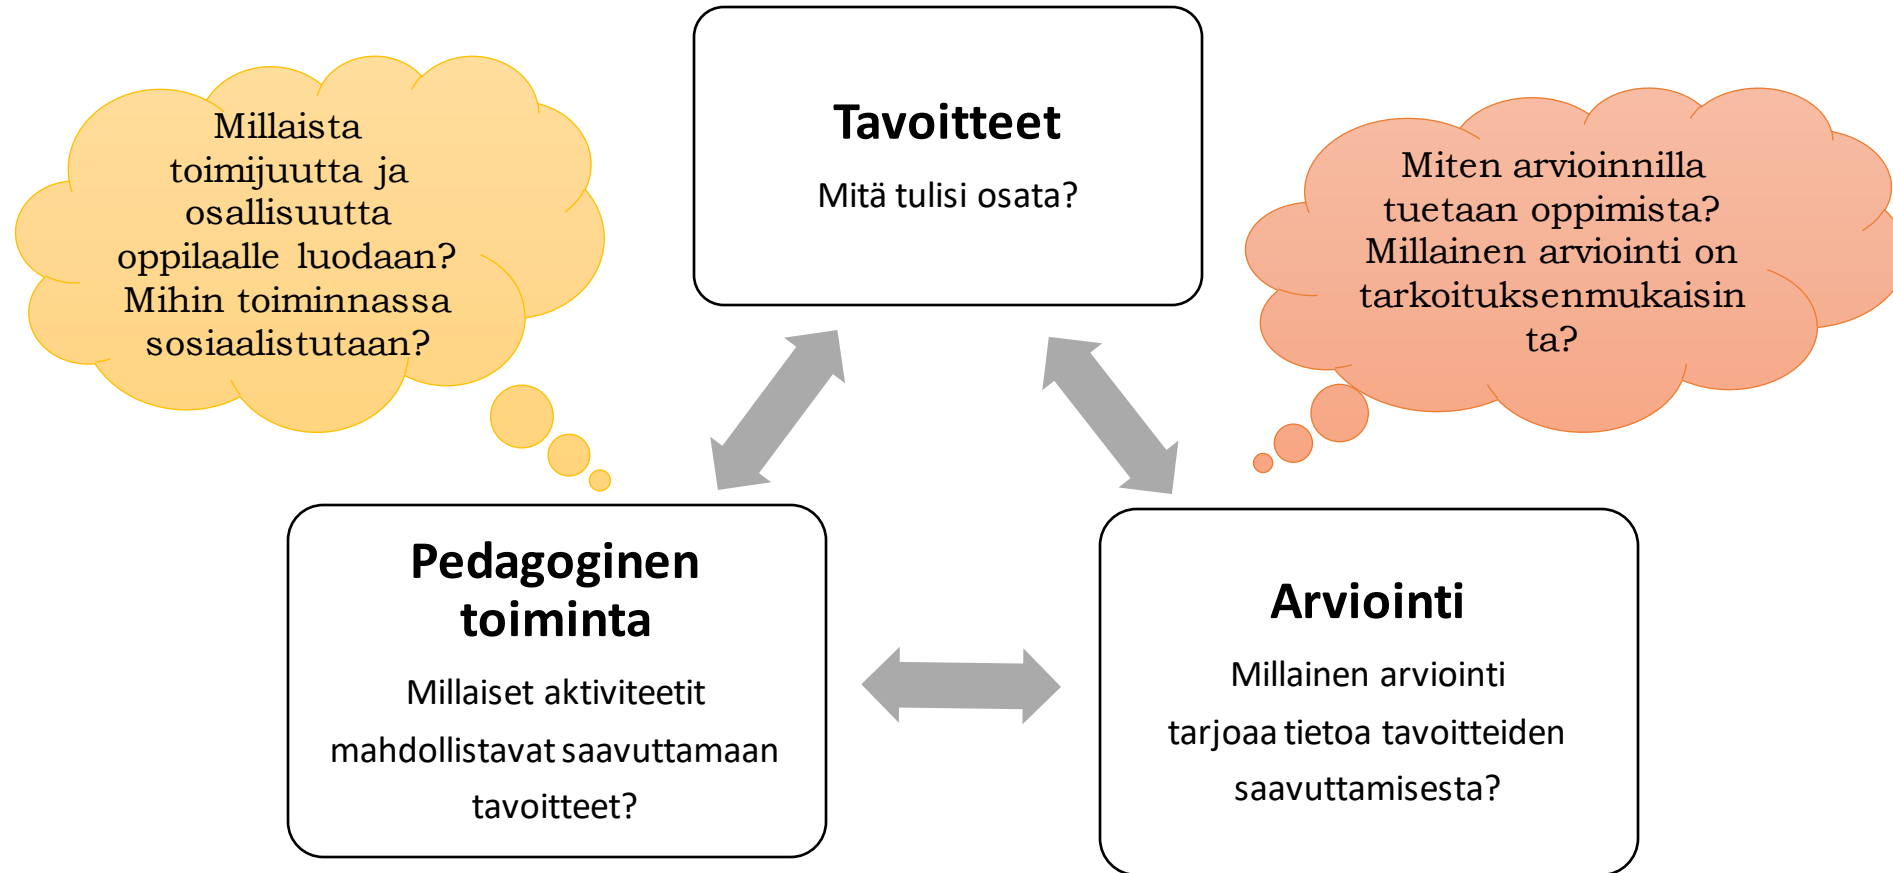 Millaista
toimijuutta ja
osallisuutta
oppilaalle luodaan?
Mihin toiminnassa
sosiaalistutaan?
Tavoitteet
Mitä tulisi osata?
Miten arvioinnilla
tuetaan oppimista?
Millainen arviointi on
tarkoituksenmukaisin
ta?
Pedagoginen
toiminta
Millaiset aktiviteetit
mahdollistavat saavuttamaan
tavoitteet?
Arviointi
Millainen arviointi
tarjoaa tietoa tavoitteiden
saavuttamisesta?